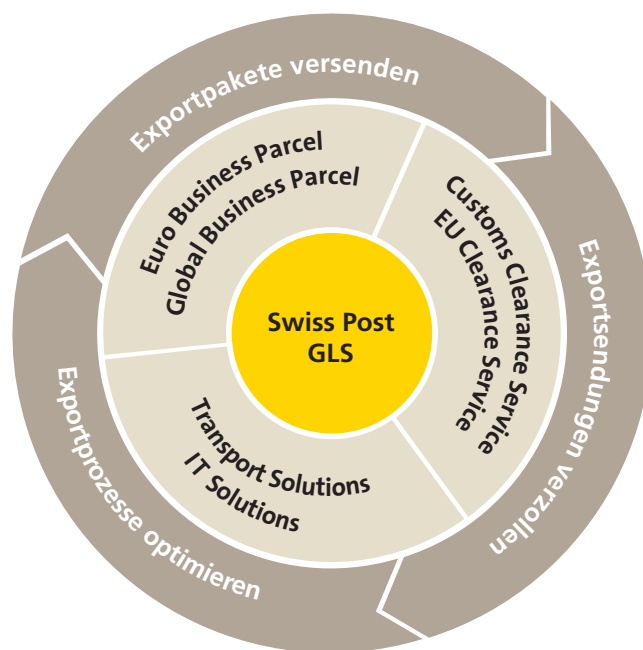 Exportpakete versenden
Euro Business Parcel
Global Business Parcel
Customs Clearance Service
EU Clearance Service
Exportsendungen verzollen
Swiss Post
GLS
Transport Solutions
IT Solutions
Exportprozesse optimieren